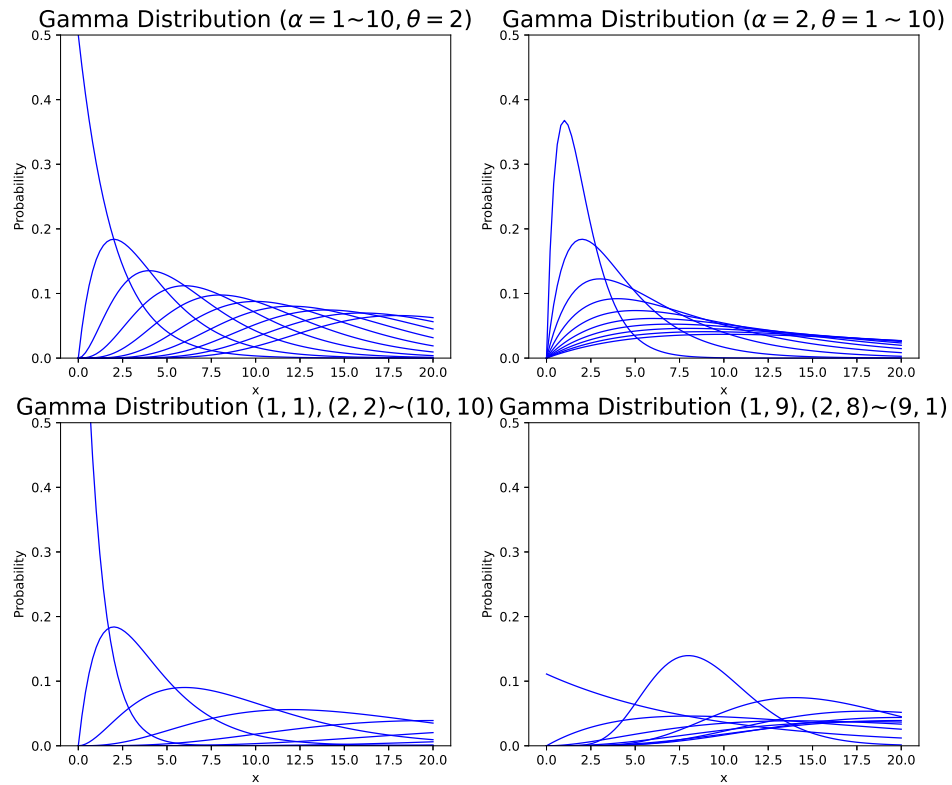 Gamma Distribution (α = 1~10, θ = 2)
0.5
0.4
0.3
0.2
0.1
0.0
Probability
0.0 2.5 5.0 7.5 10.0 12.5 15.0 17.5 20.0
x
Gamma Distribution (α = 2, θ = 1 ~ 10)
0.5
0.4
0.3
0.2
0.1
0.0
Probability
0.0 2.5 5.0 7.5 10.0 12.5 15.0 17.5 20.0
x
Gamma Distribution (1, 1), (2, 2)~(10, 10)
0.5
0.4
0.3
0.2
0.1
0.0
Probability
0.0 2.5 5.0 7.5 10.0 12.5 15.0 17.5 20.0
x
Gamma Distribution (1, 9), (2, 8)~(9, 1)
0.5
0.4
0.3
0.2
0.1
0.0
Probability
0.0 2.5 5.0 7.5 10.0 12.5 15.0 17.5 20.0
x